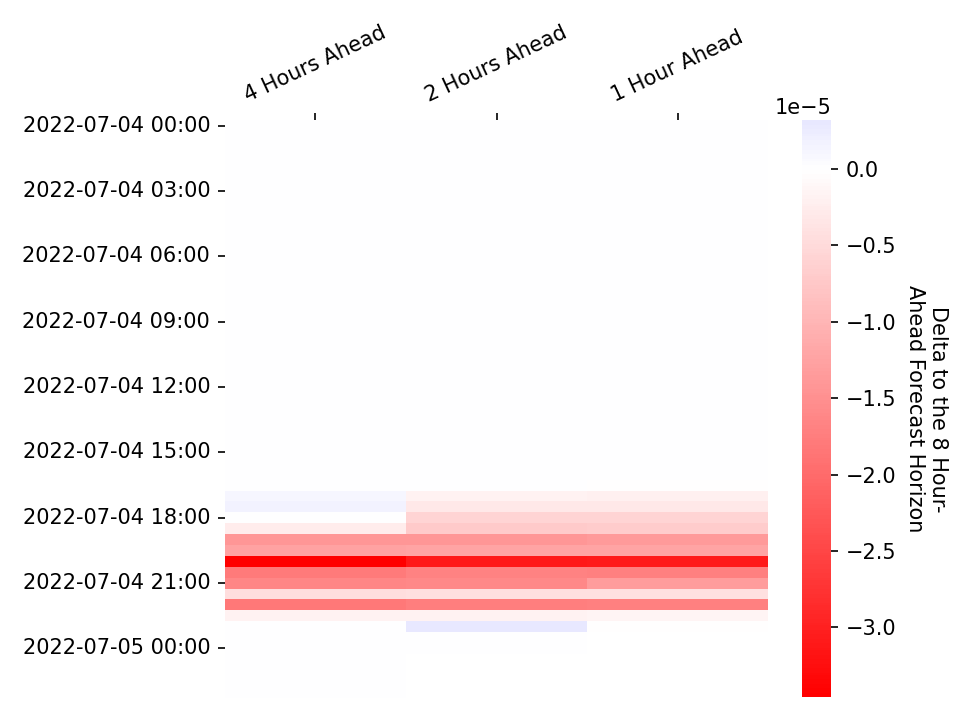 4 Hours Ahead
2 Hours Ahead
1 Hour Ahead
2022-07-04 00:00
2022-07-04 03:00
2022-07-04 06:00
2022-07-04 09:00
2022-07-04 12:00
2022-07-04 15:00
2022-07-04 18:00
2022-07-04 21:00
2022-07-05 00:00
1e−5
0.0
−0.5
−1.0
−1.5
−2.0
−2.5
−3.0
Delta to the 8 Hour-
Ahead Forecast Horizon